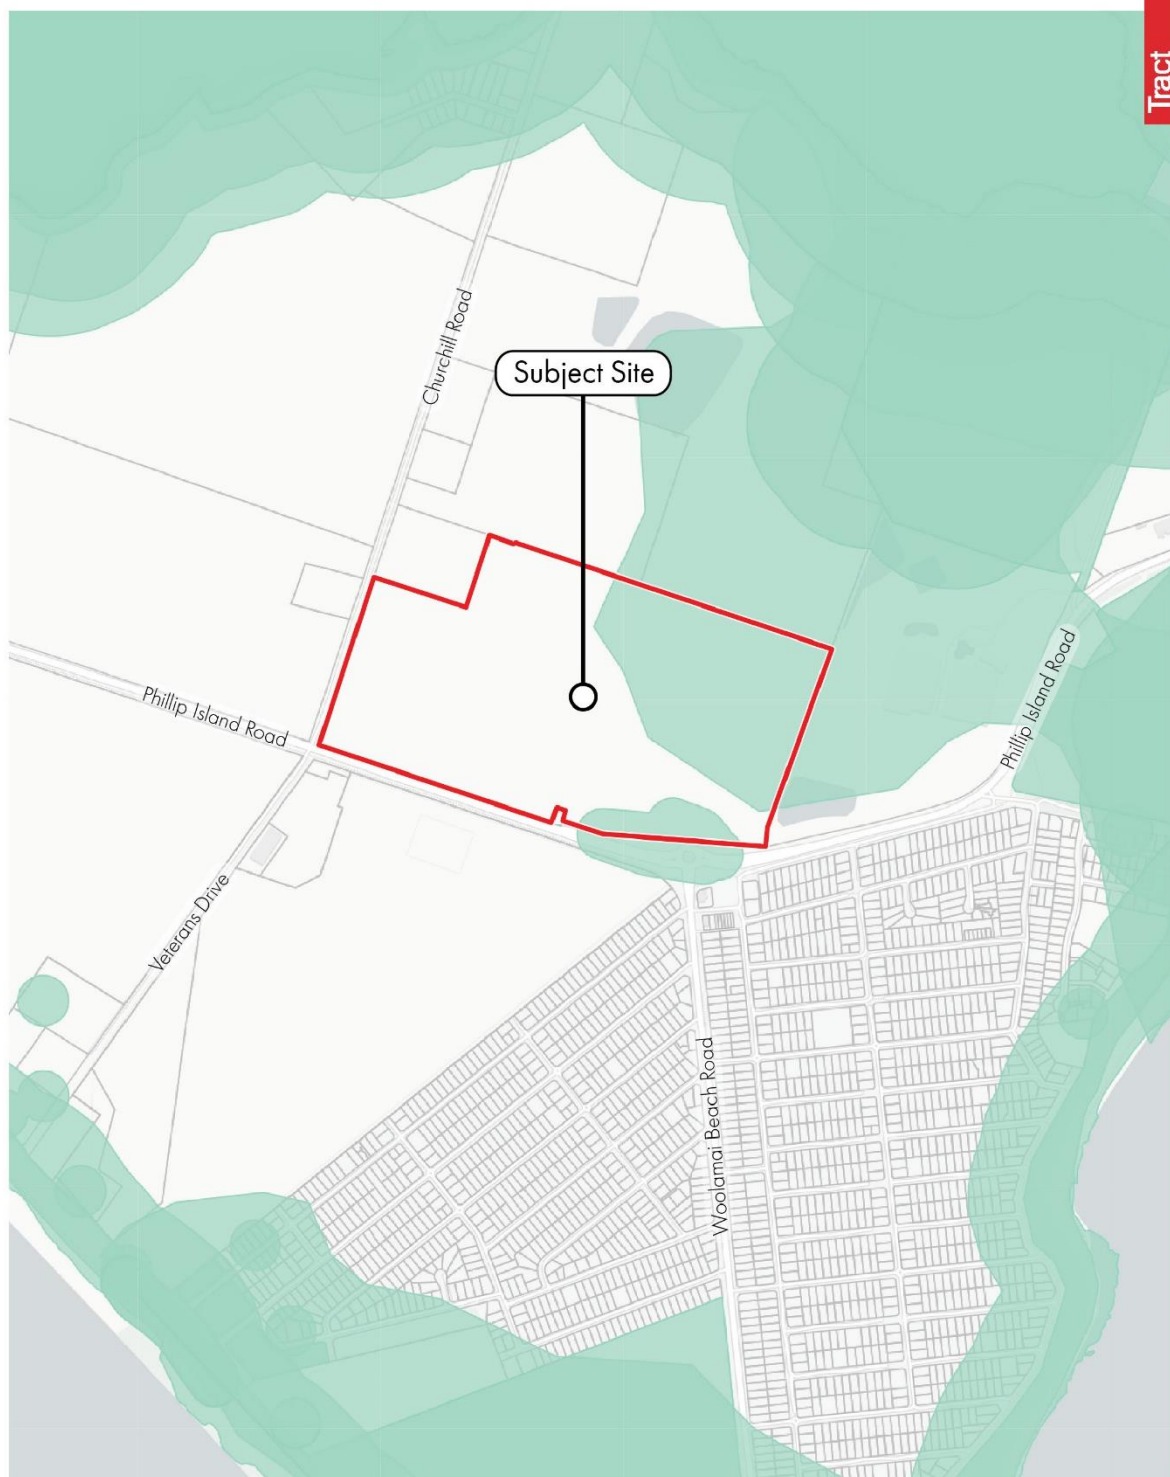 Tract
Churchill Road
Subject Site
Phillip Island Road
Phillip Island Road
Veterans Drive
Woolamai Beach Road